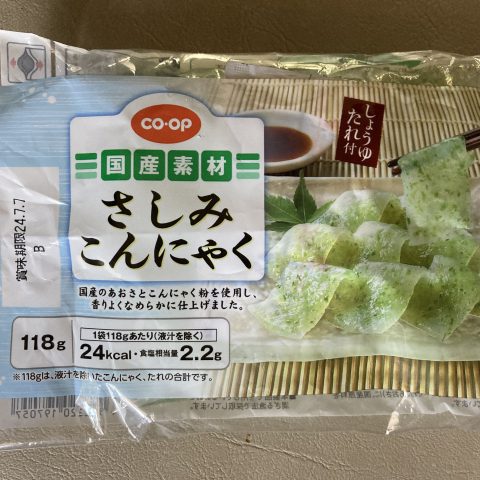 CO·OP
国産素材
さしみ
こんにゃく
しょうゆ
たれ付
賞味期限24.7.7
B
国産のあおさとこんにゃく粉を使用し、
香りよくなめらかに仕上げました。
118g
1袋118gあたり(液汁を除く)
24kcal・食塩相当量2.2g
※118gは、液汁を除いたこんにゃく、たれの合計です。
220 197057